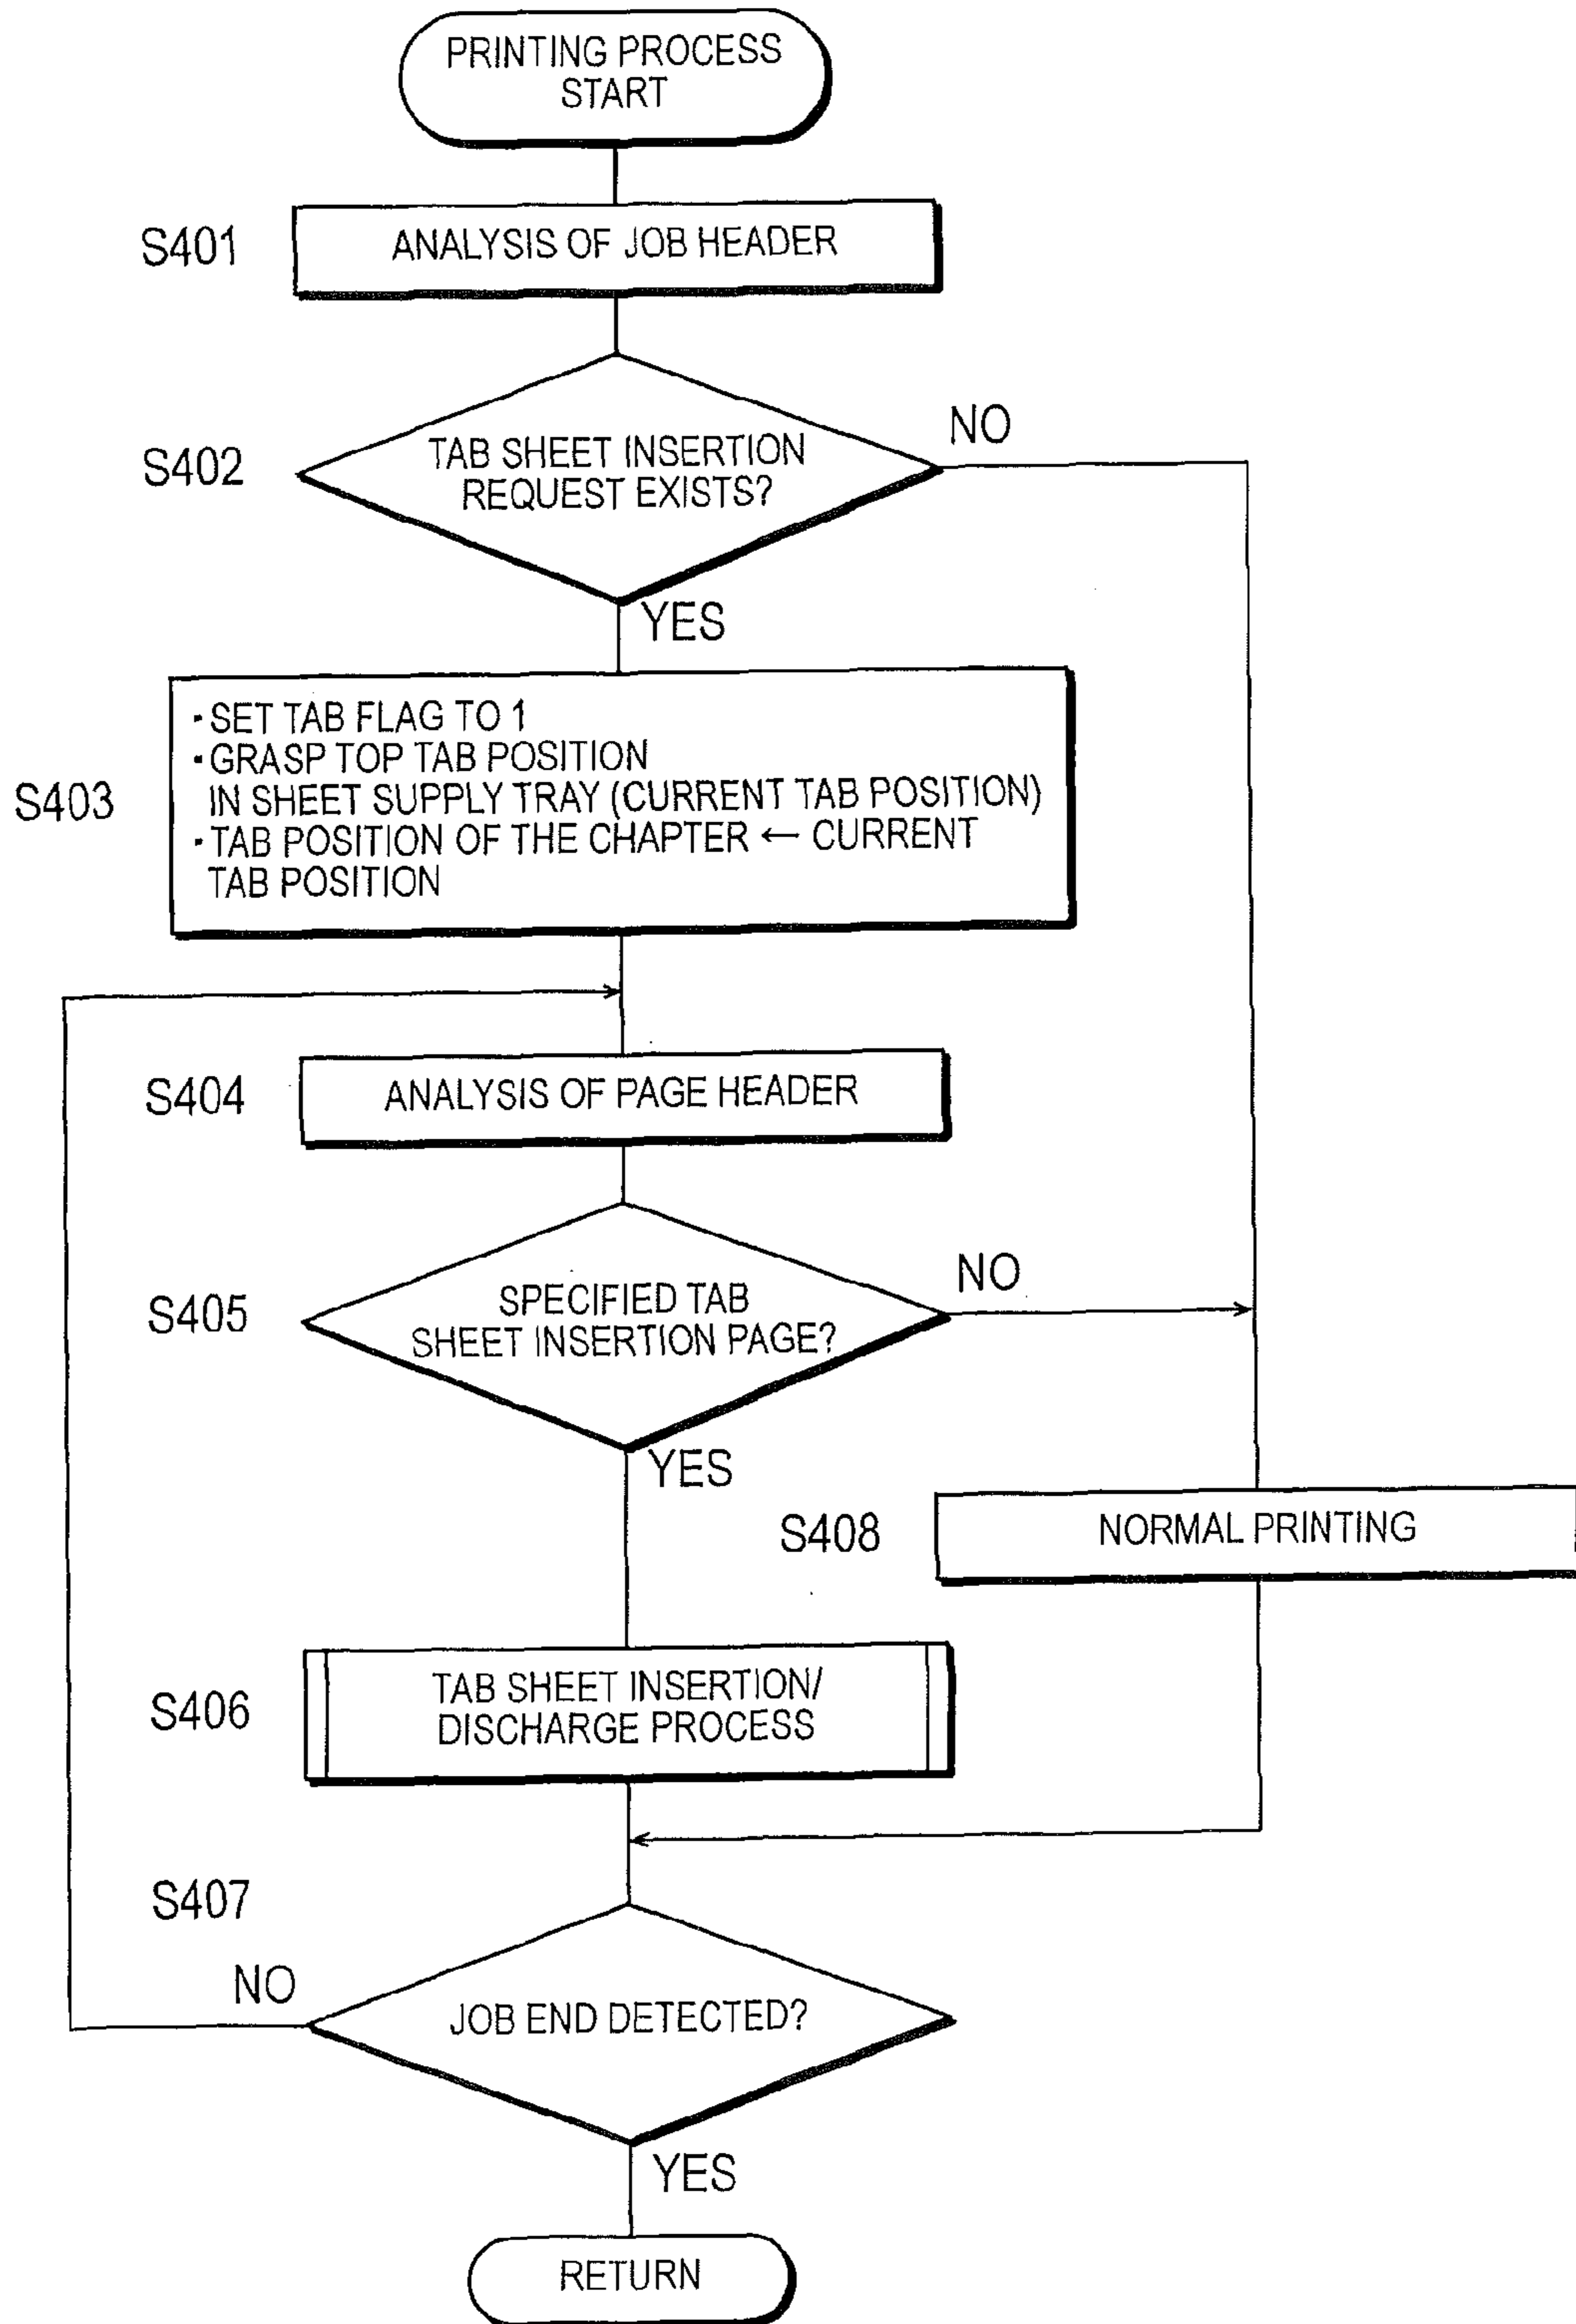 PRINTING PROCESS
START
S401
ANALYSIS OF JOB HEADER
S402
TAB SHEET INSERTION
REQUEST EXISTS?
NO
YES
S403
・SET TAB FLAG TO 1
・GRASP TOP TAB POSITION
IN SHEET SUPPLY TRAY (CURRENT TAB POSITION)
・TAB POSITION OF THE CHAPTER ← CURRENT
TAB POSITION
S404
ANALYSIS OF PAGE HEADER
S405
SPECIFIED TAB
SHEET INSERTION PAGE?
NO
YES
S408
NORMAL PRINTING
S406
TAB SHEET INSERTION/
DISCHARGE PROCESS
S407
NO
JOB END DETECTED?
YES
RETURN